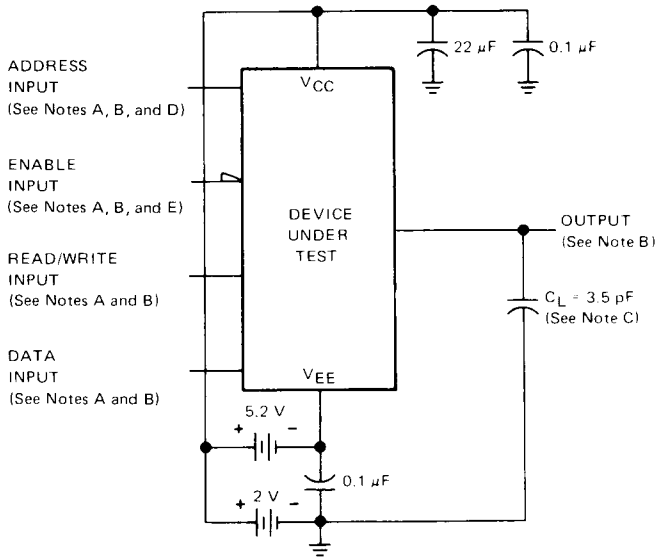 22 μF
0.1 μF
ADDRESS
INPUT
(See Notes A, B, and D)
VCC
ENABLE
INPUT
(See Notes A, B, and E)
DEVICE
UNDER
TEST
OUTPUT
(See Note B)
READ/WRITE
INPUT
(See Notes A and B)
CL = 3.5 pF
(See Note C)
DATA
INPUT
(See Notes A and B)
VEE
5.2 V
+ −
0.1 μF
2 V
+ −